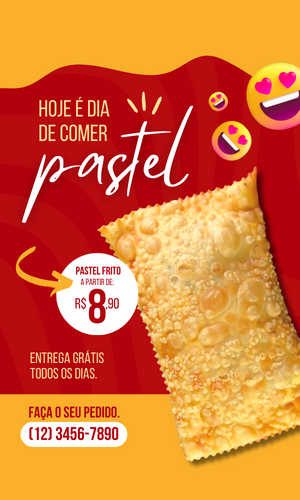 HOJE É DIA
DE COMER
pastel
PASTEL FRITO
A PARTIR DE:
R$ 8,90
ENTREGA GRÁTIS
TODOS OS DIAS.
FAÇA O SEU PEDIDO.
(12) 3456-7890